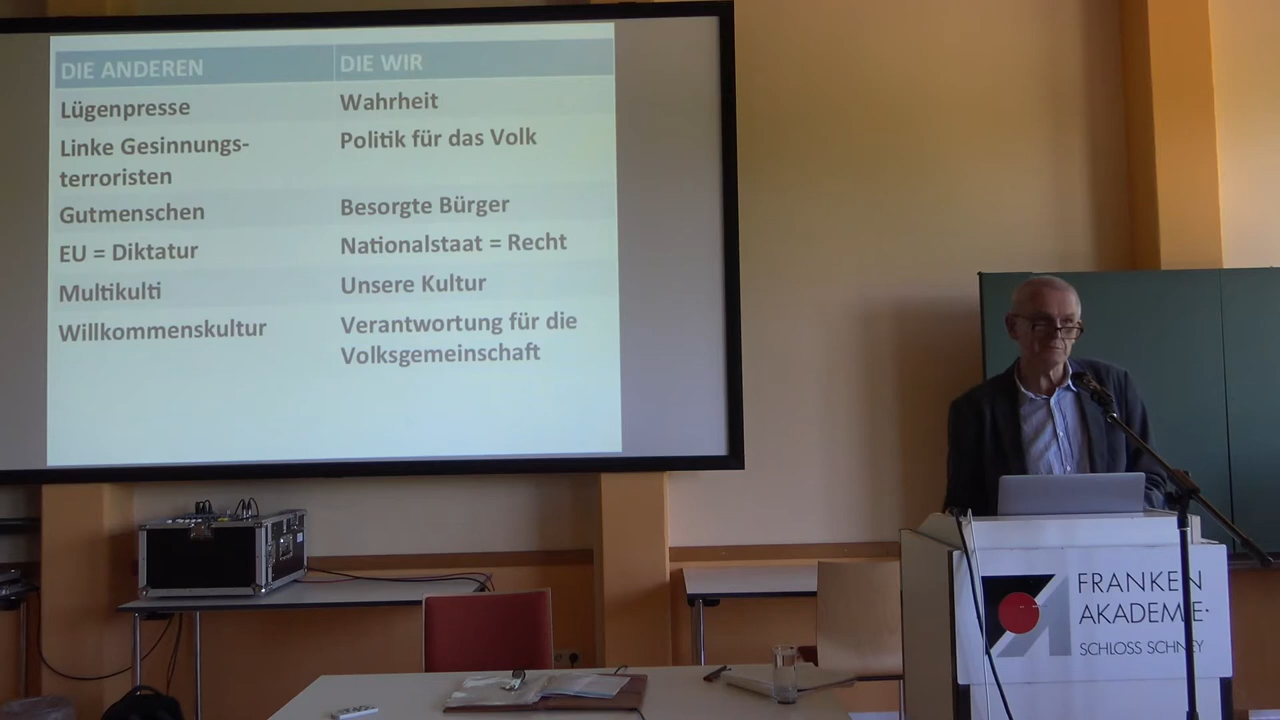 DIE ANDEREN DIE WIR
Lügenpresse Wahrheit
Linke Gesinnungs- Politik für das Volk
terroristen
Gutmenschen Besorgte Bürger
EU = Diktatur Nationalstaat = Recht
Multikulti Unsere Kultur
Willkommenskultur Verantwortung für die
Volksgemeinschaft
FRANKEN
AKADEMIE
SCHLOSS SCHNEY